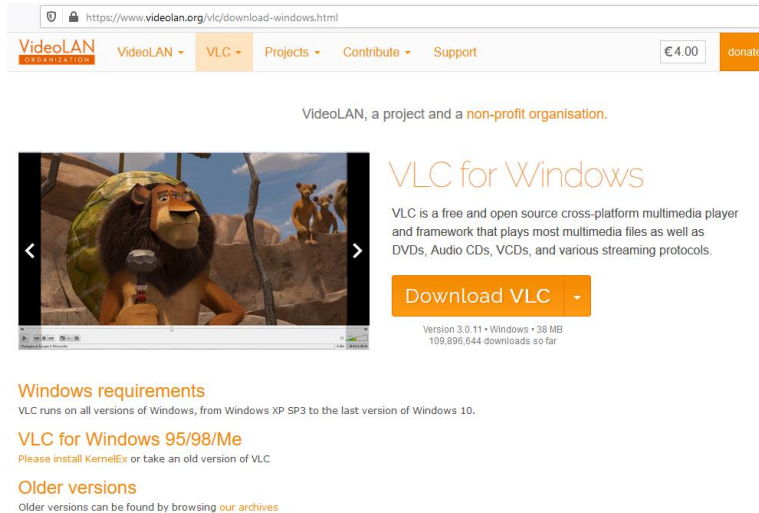 https://www.videolan.org/vlc/download-windows.html
VideoLAN
ORGANIZATION
VideoLAN VLC Projects Contribute Support €4.00 donate
VideoLAN, a project and a non-profit organisation.
VLC for Windows
VLC is a free and open source cross-platform multimedia player
and framework that plays most multimedia files as well as
DVDs, Audio CDs, VCDs, and various streaming protocols.
Download VLC
Version 3.0.11 • Windows • 38 MB
109,896,644 downloads so far
Windows requirements
VLC runs on all versions of Windows, from Windows XP SP3 to the last version of Windows 10.
VLC for Windows 95/98/Me
Please install KernelEx or take an old version of VLC
Older versions
Older versions can be found by browsing our archives